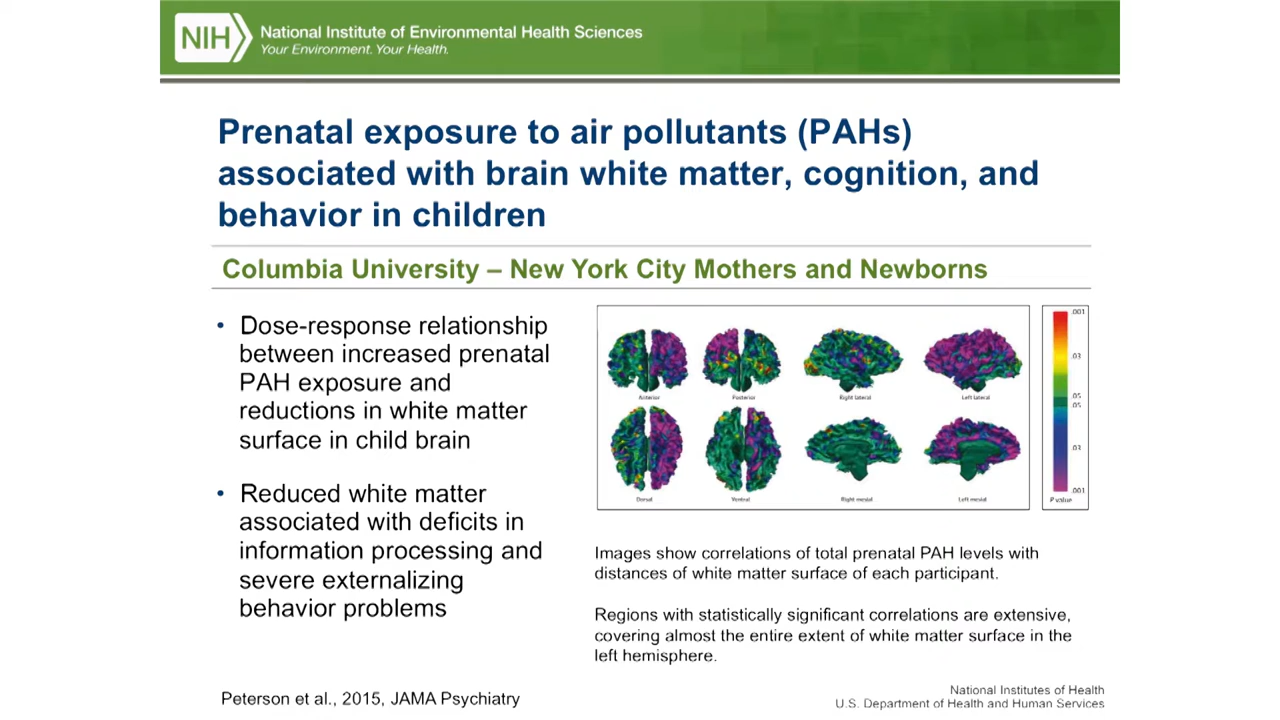 NIH
National Institute of Environmental Health Sciences
Your Environment. Your Health.
Prenatal exposure to air pollutants (PAHs)
associated with brain white matter, cognition, and
behavior in children
Columbia University – New York City Mothers and Newborns
• Dose-response relationship
between increased prenatal
PAH exposure and
reductions in white matter
surface in child brain
• Reduced white matter
associated with deficits in
information processing and
severe externalizing
behavior problems
Anterior
Posterior
Right lateral
Left lateral
Dorsal
Ventral
Right mesial
Left mesial
.001
.03
.05
.05
.03
.001
P value
Images show correlations of total prenatal PAH levels with
distances of white matter surface of each participant.
Regions with statistically significant correlations are extensive,
covering almost the entire extent of white matter surface in the
left hemisphere.
Peterson et al., 2015, JAMA Psychiatry
National Institutes of Health
U.S. Department of Health and Human Services